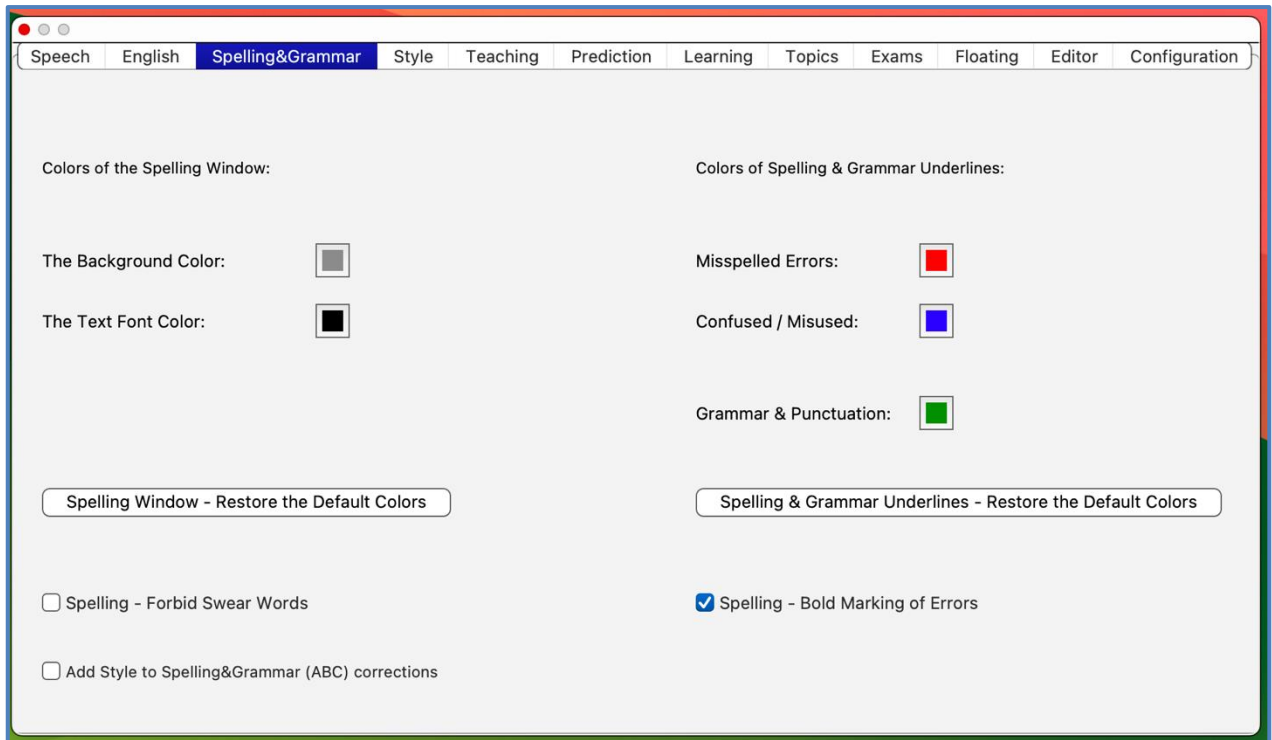 Speech English Spelling&Grammar Style Teaching Prediction Learning Topics Exams Floating Editor Configuration
Colors of the Spelling Window:
Colors of Spelling & Grammar Underlines:
The Background Color:
Misspelled Errors:
The Text Font Color:
Confused / Misused:
Grammar & Punctuation:
Spelling Window - Restore the Default Colors
Spelling & Grammar Underlines - Restore the Default Colors
Spelling - Forbid Swear Words
Spelling - Bold Marking of Errors
Add Style to Spelling&Grammar (ABC) corrections